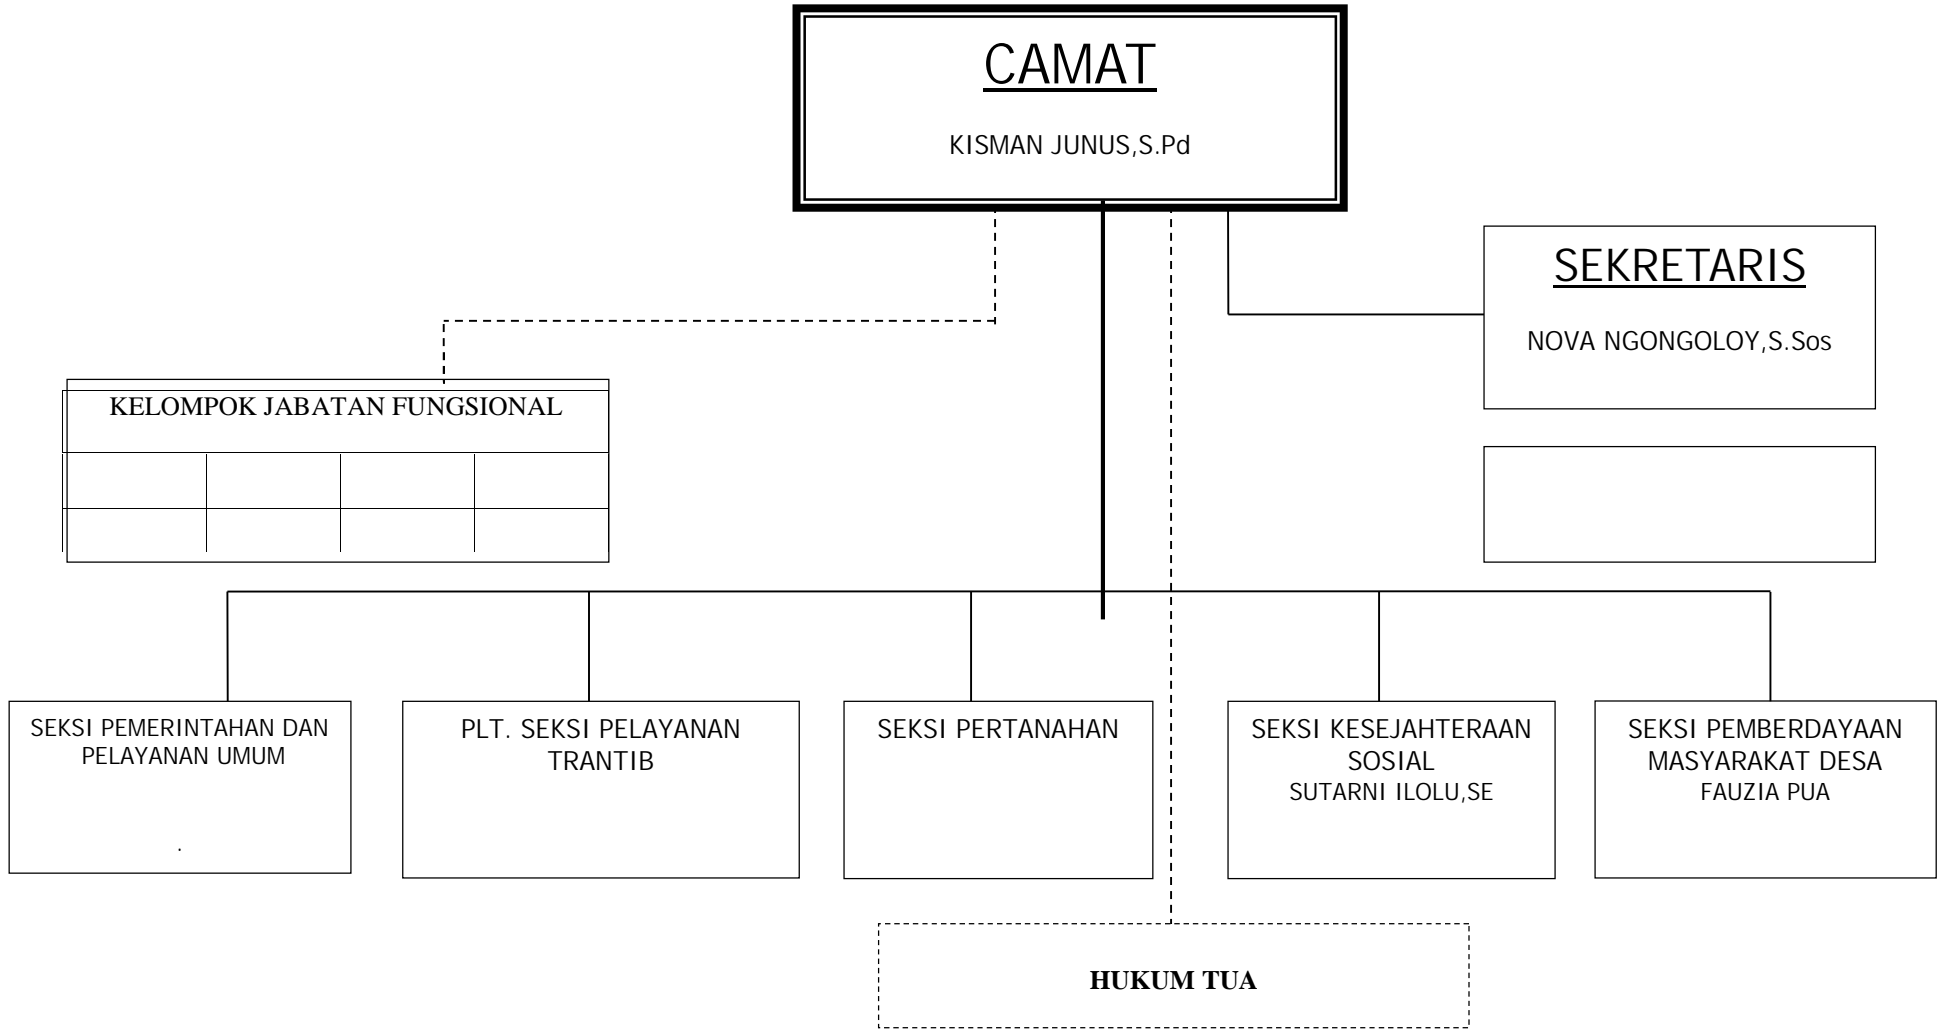 CAMAT
KISMAN JUNUS,S.Pd
SEKRETARIS
NOVA NGONGOLOY,S.Sos
KELOMPOK JABATAN FUNGSIONAL
SEKSI PEMERINTAHAN DAN
PELAYANAN UMUM
.
PLT. SEKSI PELAYANAN
TRANTIB
SEKSI PERTANAHAN
SEKSI KESEJAHTERAAN
SOSIAL
SUTARNI ILOLU,SE
SEKSI PEMBERDAYAAN
MASYARAKAT DESA
FAUZIA PUA
HUKUM TUA